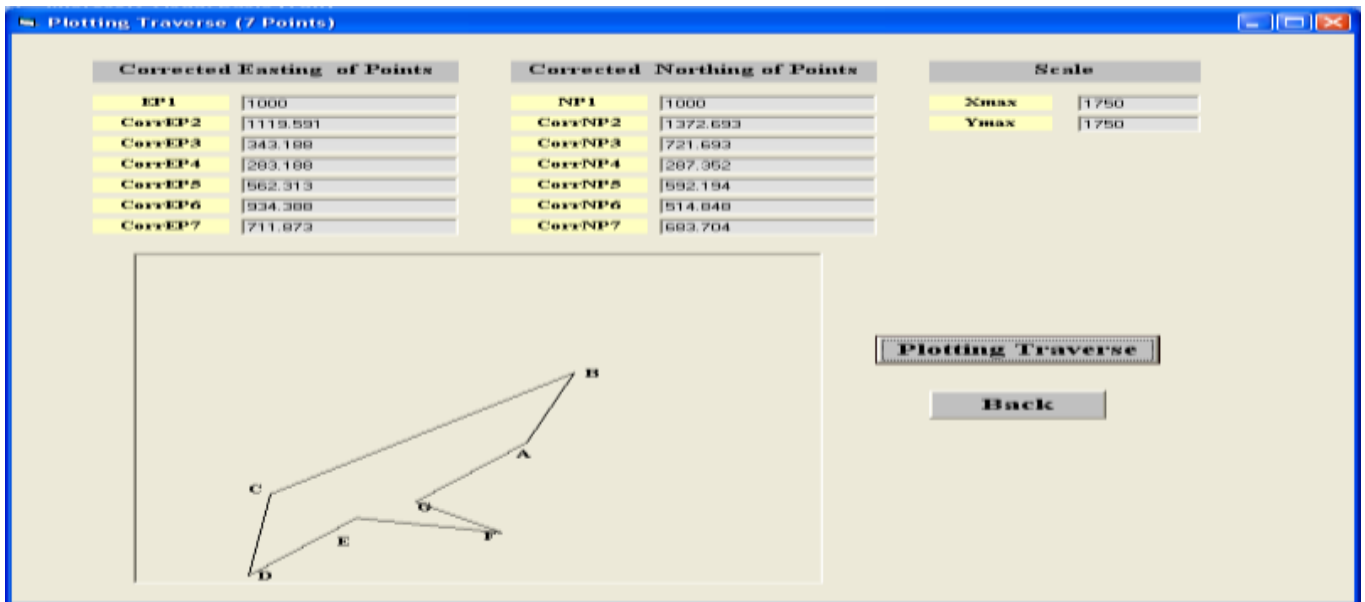 Plotting Traverse (7 Points)
Corrected Easting of Points Corrected Northing of Points Scale
EP1 1000 NP1 1000 Xmax 1750
CorrEP2 1119.591 CorrNP2 1372.693 Ymax 1750
CorrEP3 343.188 CorrNP3 721.693
CorrEP4 283.188 CorrNP4 287.352
CorrEP5 562.313 CorrNP5 592.194
CorrEP6 934.388 CorrNP6 514.848
CorrEP7 711.873 CorrNP7 683.704
Plotting Traverse
B
Back
A
C
G
F
E
D